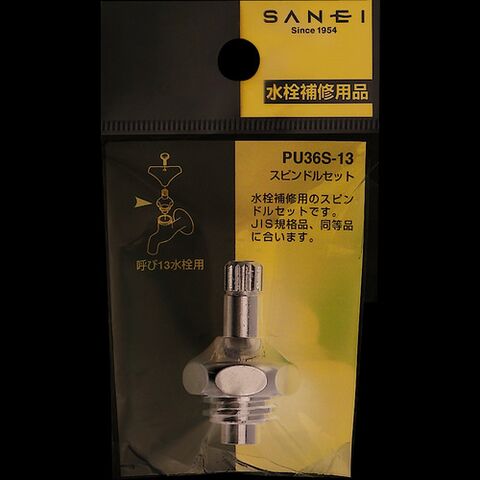 SANEI
Since 1954
水栓補修用品
PU36S-13
スピンドルセット
水栓補修用のスピン
ドルセットです。
JIS規格品、同等品
に合います。
呼び13水栓用